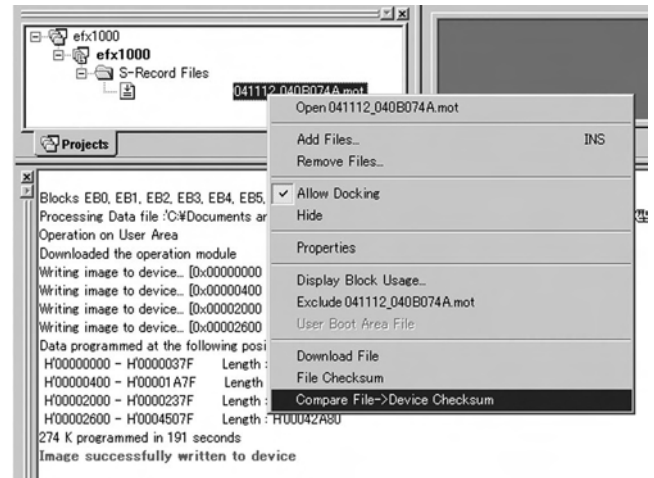 efx1000
efx1000
S-Record Files
041112_040B074A.mot
Projects
Open 041112_040B074A.mot
Add Files... INS
Remove Files...
Allow Docking
Hide
Properties
Display Block Usage...
Exclude 041112_040B074A.mot
User Boot Area File
Download File
File Checksum
Compare File->Device Checksum
Blocks EB0, EB1, EB2, EB3, EB4, EB5,
Processing Data file :'C:¥Documents ar
Operation on User Area
Downloaded the operation module
Writing image to device... [0x00000000
Writing image to device... [0x00000400
Writing image to device... [0x00002000
Writing image to device... [0x00002600
Data programmed at the following posi
H'00000000 - H'0000037F Length :
H'00000400 - H'00001A7F Length
H'00002000 - H'0000237F Length :
H'00002600 - H'0004507F Length : H'00042A80
274 K programmed in 191 seconds
Image successfully written to device